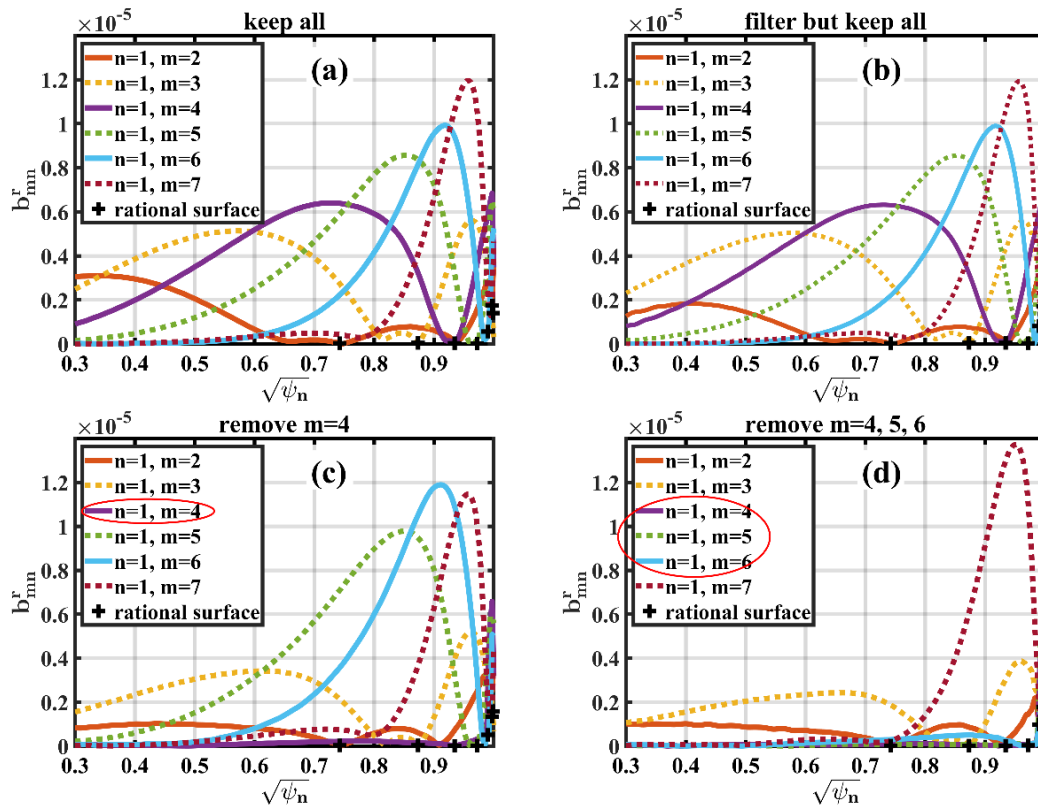 keep all
×10⁻⁵
(a)
n=1, m=2
n=1, m=3
n=1, m=4
n=1, m=5
n=1, m=6
n=1, m=7
rational surface
bʳₘₙ
1.2
1
0.8
0.6
0.4
0.2
0
0.3 0.4 0.5 0.6 0.7 0.8 0.9
√ψₙ
filter but keep all
×10⁻⁵
(b)
n=1, m=2
n=1, m=3
n=1, m=4
n=1, m=5
n=1, m=6
n=1, m=7
rational surface
bʳₘₙ
1.2
1
0.8
0.6
0.4
0.2
0
0.3 0.4 0.5 0.6 0.7 0.8 0.9
√ψₙ
remove m=4
×10⁻⁵
(c)
n=1, m=2
n=1, m=3
n=1, m=4
n=1, m=5
n=1, m=6
n=1, m=7
rational surface
bʳₘₙ
1.2
1
0.8
0.6
0.4
0.2
0
0.3 0.4 0.5 0.6 0.7 0.8 0.9
√ψₙ
remove m=4, 5, 6
×10⁻⁵
(d)
n=1, m=2
n=1, m=3
n=1, m=4
n=1, m=5
n=1, m=6
n=1, m=7
rational surface
bʳₘₙ
1.2
1
0.8
0.6
0.4
0.2
0
0.3 0.4 0.5 0.6 0.7 0.8 0.9
√ψₙ